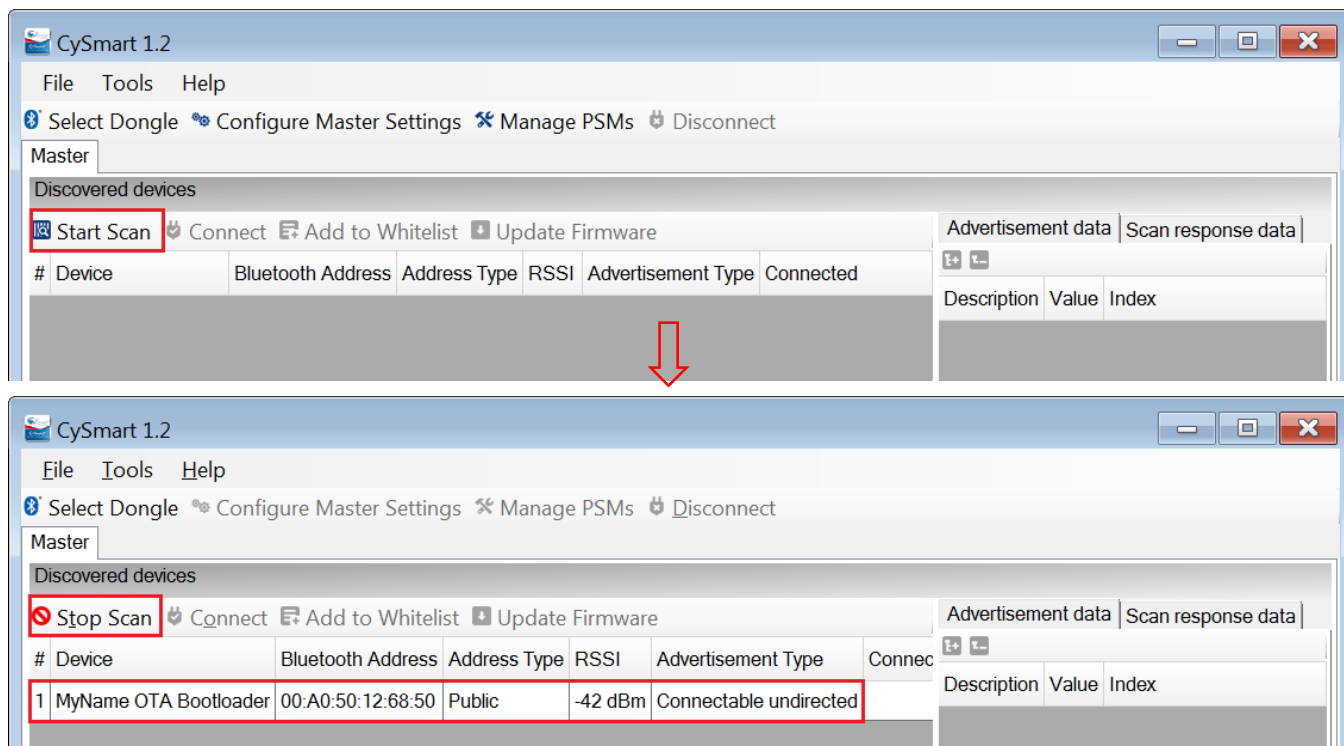 CySmart 1.2
File Tools Help
Select Dongle Configure Master Settings Manage PSMs Disconnect
Master
Discovered devices
Start Scan Connect Add to Whitelist Update Firmware
Advertisement data Scan response data
# Device Bluetooth Address Address Type RSSI Advertisement Type Connected
Description Value Index
CySmart 1.2
File Tools Help
Select Dongle Configure Master Settings Manage PSMs Disconnect
Master
Discovered devices
Stop Scan Connect Add to Whitelist Update Firmware
Advertisement data Scan response data
# Device Bluetooth Address Address Type RSSI Advertisement Type Connec
Description Value Index
1 MyName OTA Bootloader 00:A0:50:12:68:50 Public -42 dBm Connectable undirected